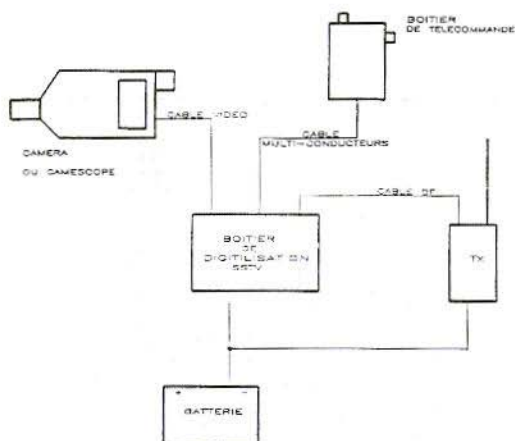 BOITIER
DE TELECOMMANDE
CABLE VIDEO
CABLE
MULTI-CONDUCTEURS
CAMERA
OU CAMESCOPE
CABLE BF
BOITIER
DE
DIGITILISATION
SSTV
TX
+ -
BATTERIE